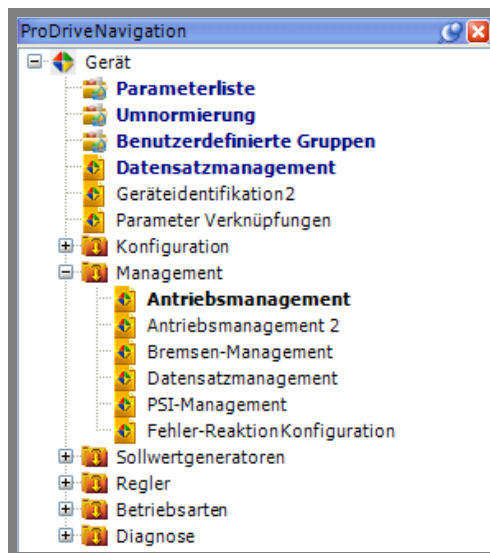 ProDriveNavigation
Gerät
Parameterliste
Umnormierung
Benutzerdefinierte Gruppen
Datensatzmanagement
Geräteidentifikation2
Parameter Verknüpfungen
Konfiguration
Management
Antriebsmanagement
Antriebsmanagement 2
Bremsen-Management
Datensatzmanagement
PSI-Management
Fehler-ReaktionKonfiguration
Sollwertgeneratoren
Regler
Betriebsarten
Diagnose